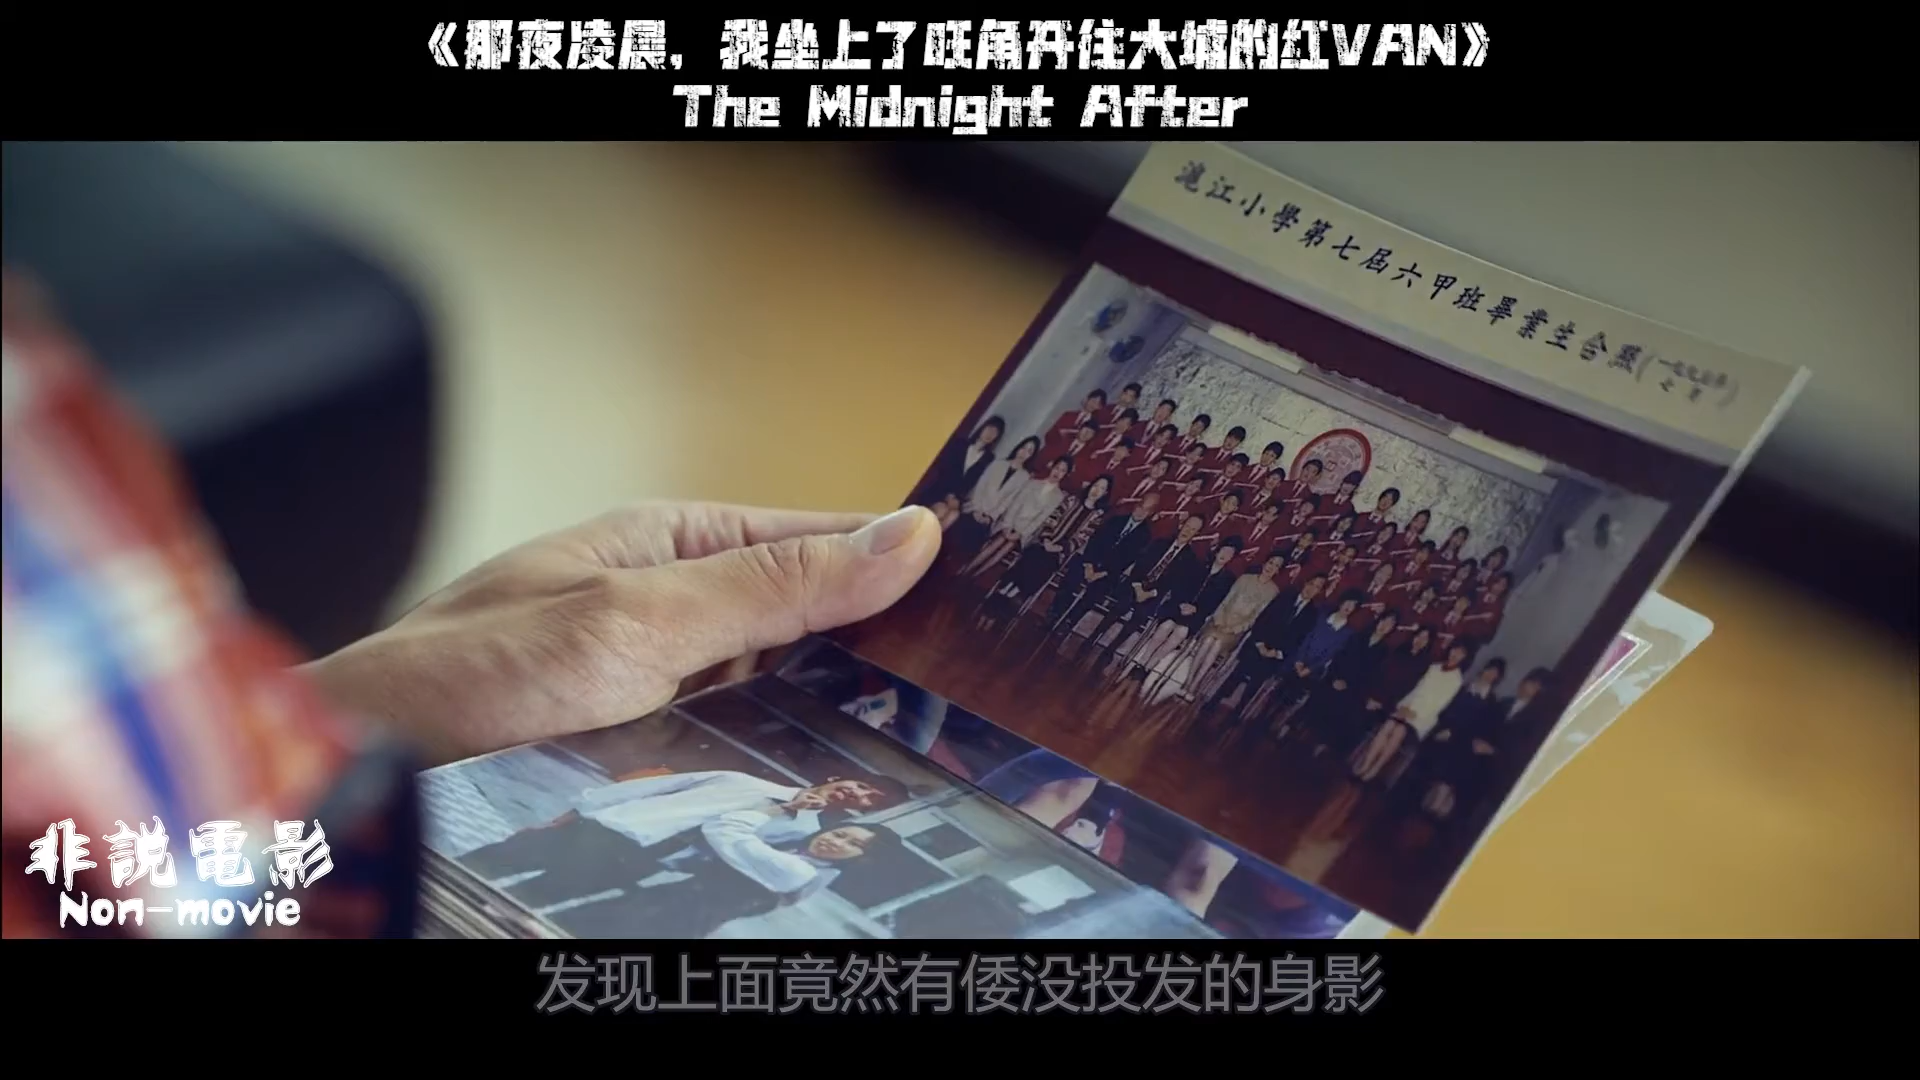 《那夜凌晨，我坐上了旺角开往大埔的红VAN》
The Midnight After
滬江小學第七届六甲班畢業生合照
非說電影
Non-movie
发现上面竟然有倭没投发的身影